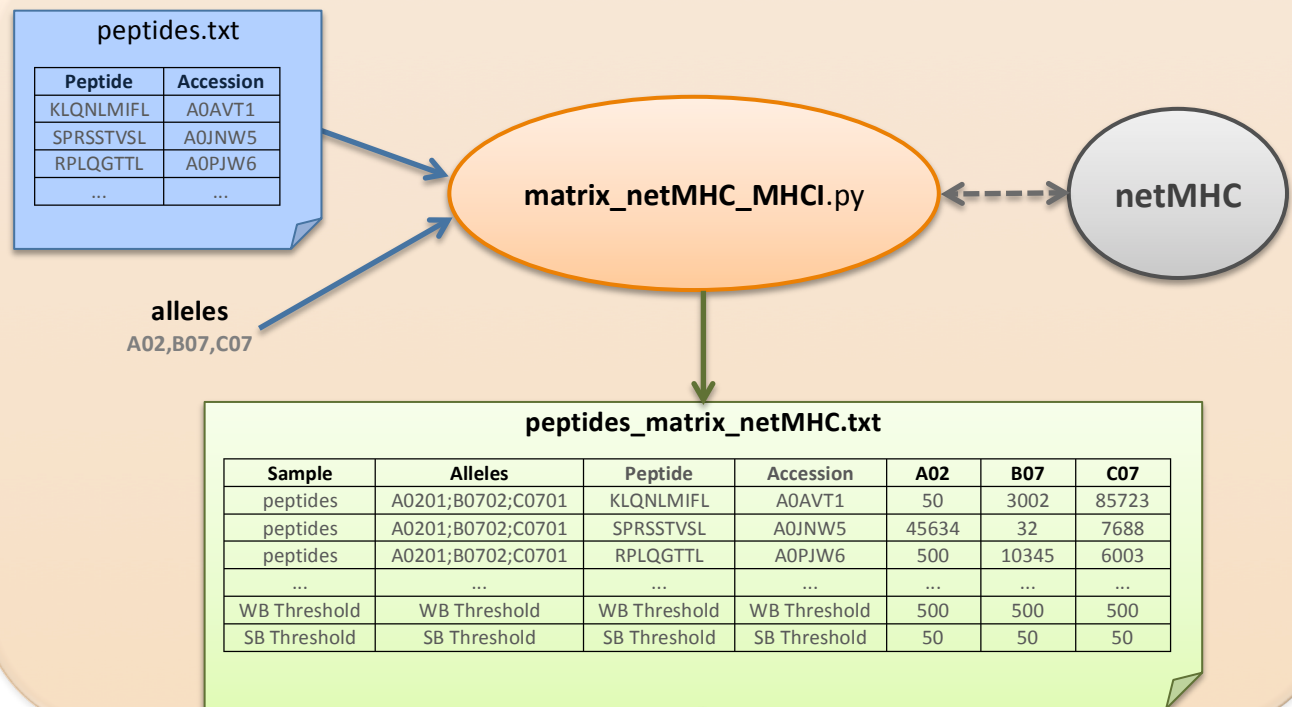 peptides.txt
Peptide Accession
KLQNLMIFL A0AVT1
SPRSSTVSL A0JNW5
RPLQGTTL A0PJW6
... ...
alleles
A02,B07,C07
matrix_netMHC_MHCI.py
netMHC
peptides_matrix_netMHC.txt
Sample Alleles Peptide Accession A02 B07 C07
peptides A0201;B0702;C0701 KLQNLMIFL A0AVT1 50 3002 85723
peptides A0201;B0702;C0701 SPRSSTVSL A0JNW5 45634 32 7688
peptides A0201;B0702;C0701 RPLQGTTL A0PJW6 500 10345 6003
... ... ... ... ... ... ...
WB Threshold WB Threshold WB Threshold WB Threshold 500 500 500
SB Threshold SB Threshold SB Threshold SB Threshold 50 50 50